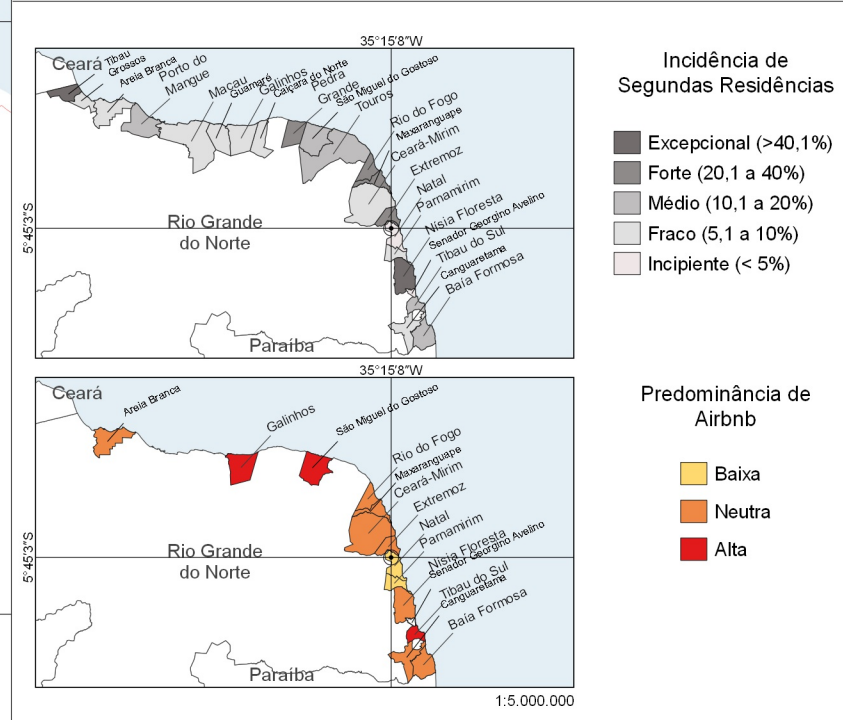 35°15'8"W
Ceará
Tibau
Grossos
Areia Branca
Porto do
Mangue
Macau
Guamaré
Galinhos
Caiçara do Norte
Pedra
Grande
São Miguel do Gostoso
Touros
Rio do Fogo
Maxaranguape
Ceará-Mirim
Extremoz
Natal
Parnamirim
Nísia Floresta
Senador Georgino Avelino
Tibau do Sul
Canguaretama
Baía Formosa
5°45'3"S
Rio Grande
do Norte
Paraíba
Incidência de
Segundas Residências
Excepcional (>40,1%)
Forte (20,1 a 40%)
Médio (10,1 a 20%)
Fraco (5,1 a 10%)
Incipiente (< 5%)
35°15'8"W
Ceará
Areia Branca
Galinhos
São Miguel do Gostoso
Rio do Fogo
Maxaranguape
Ceará-Mirim
Extremoz
Natal
Parnamirim
Nísia Floresta
Senador Georgino Avelino
Tibau do Sul
Canguaretama
Baía Formosa
5°45'3"S
Rio Grande
do Norte
Paraíba
Predominância de
Airbnb
Baixa
Neutra
Alta
1:5.000.000